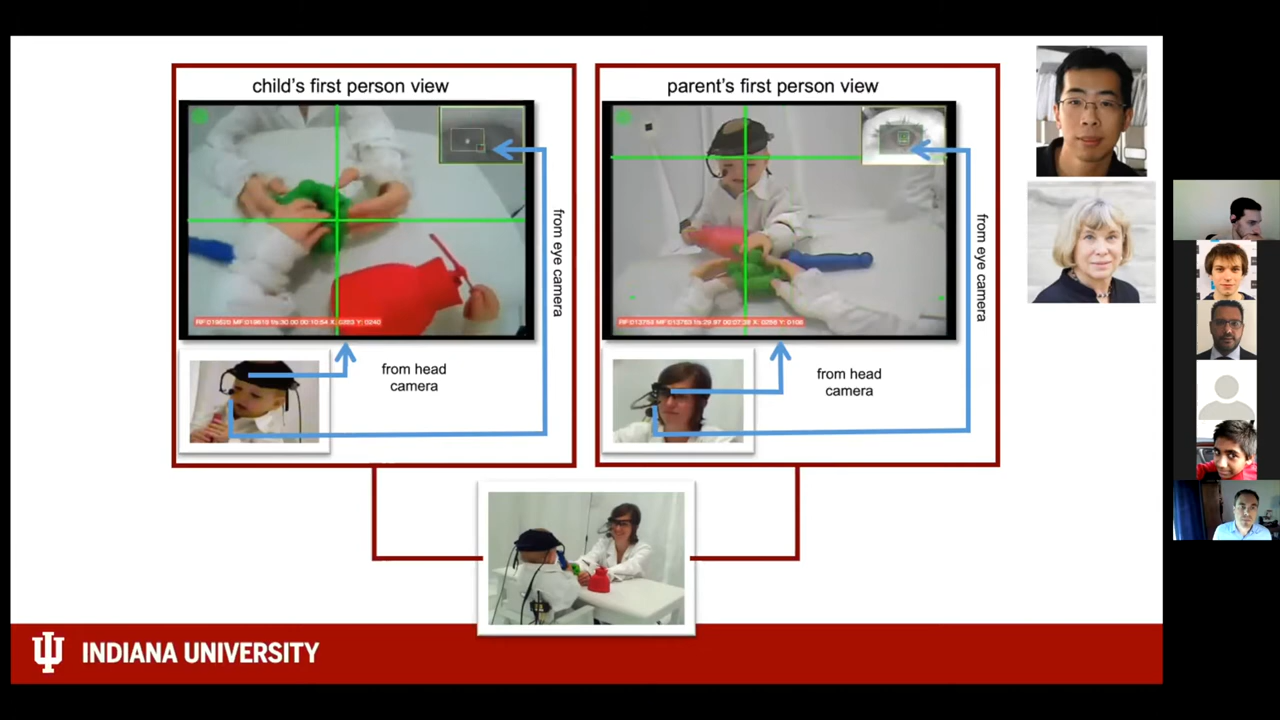 child's first person view
from eye camera
from head
camera
parent's first person view
from eye camera
from head
camera
INDIANA UNIVERSITY